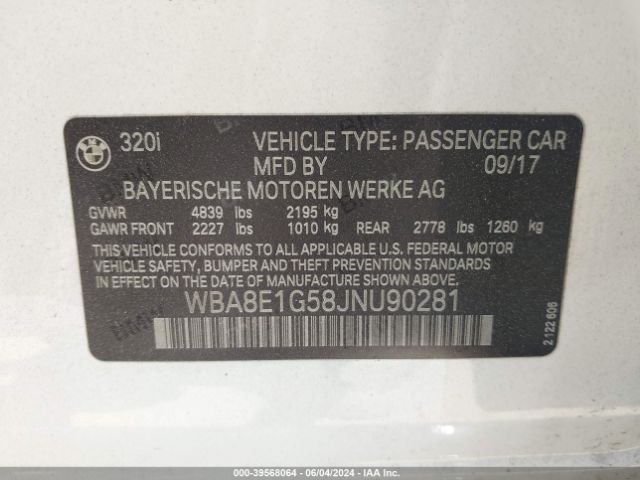 320i VEHICLE TYPE: PASSENGER CAR
MFD BY 09/17
BAYERISCHE MOTOREN WERKE AG
GVWR 4839 lbs 2195 kg
GAWR FRONT 2227 lbs 1010 kg REAR 2778 lbs 1260 kg
THIS VEHICLE CONFORMS TO ALL APPLICABLE U.S. FEDERAL MOTOR
VEHICLE SAFETY, BUMPER, AND THEFT PREVENTION STANDARDS
IN EFFECT ON THE DATE OF MANUFACTURE SHOWN ABOVE.
WBA8E1G58JNU90281
2 122 606
000-39568064 | 06/04/2024 | IAA Inc.